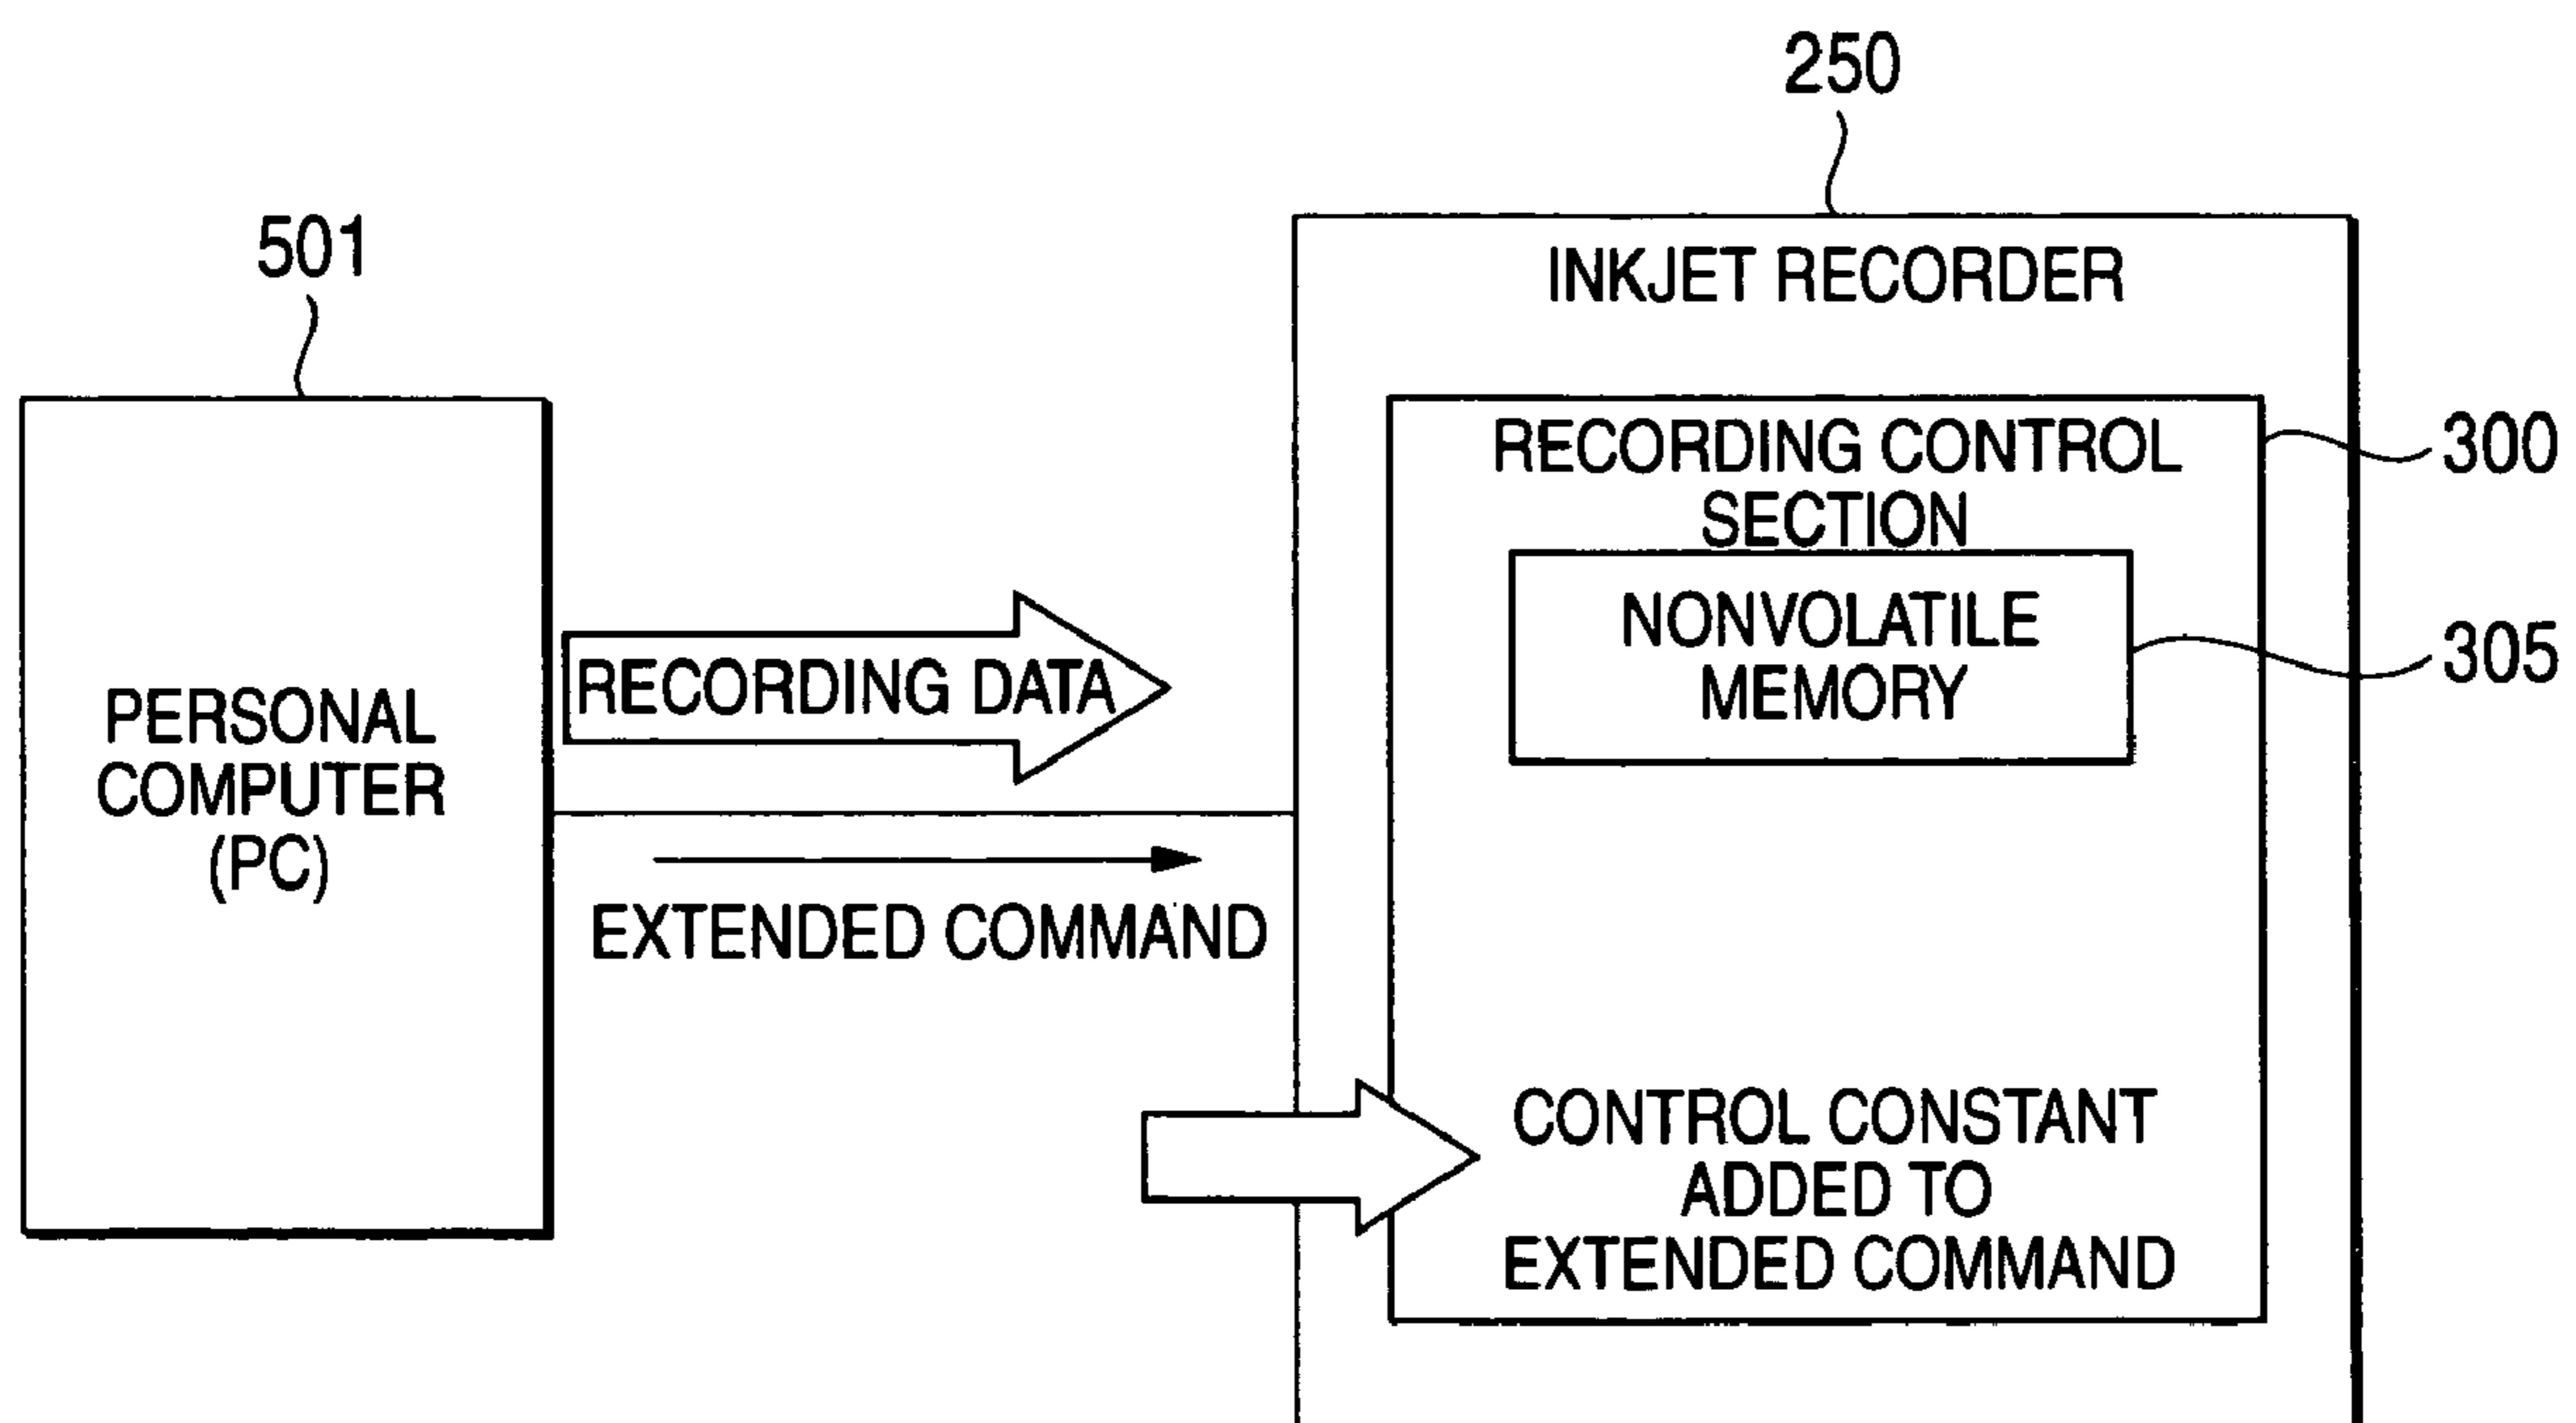 250
501
INKJET RECORDER
RECORDING CONTROL
SECTION
300
NONVOLATILE
MEMORY
305
RECORDING DATA
PERSONAL
COMPUTER
(PC)
EXTENDED COMMAND
CONTROL CONSTANT
ADDED TO
EXTENDED COMMAND